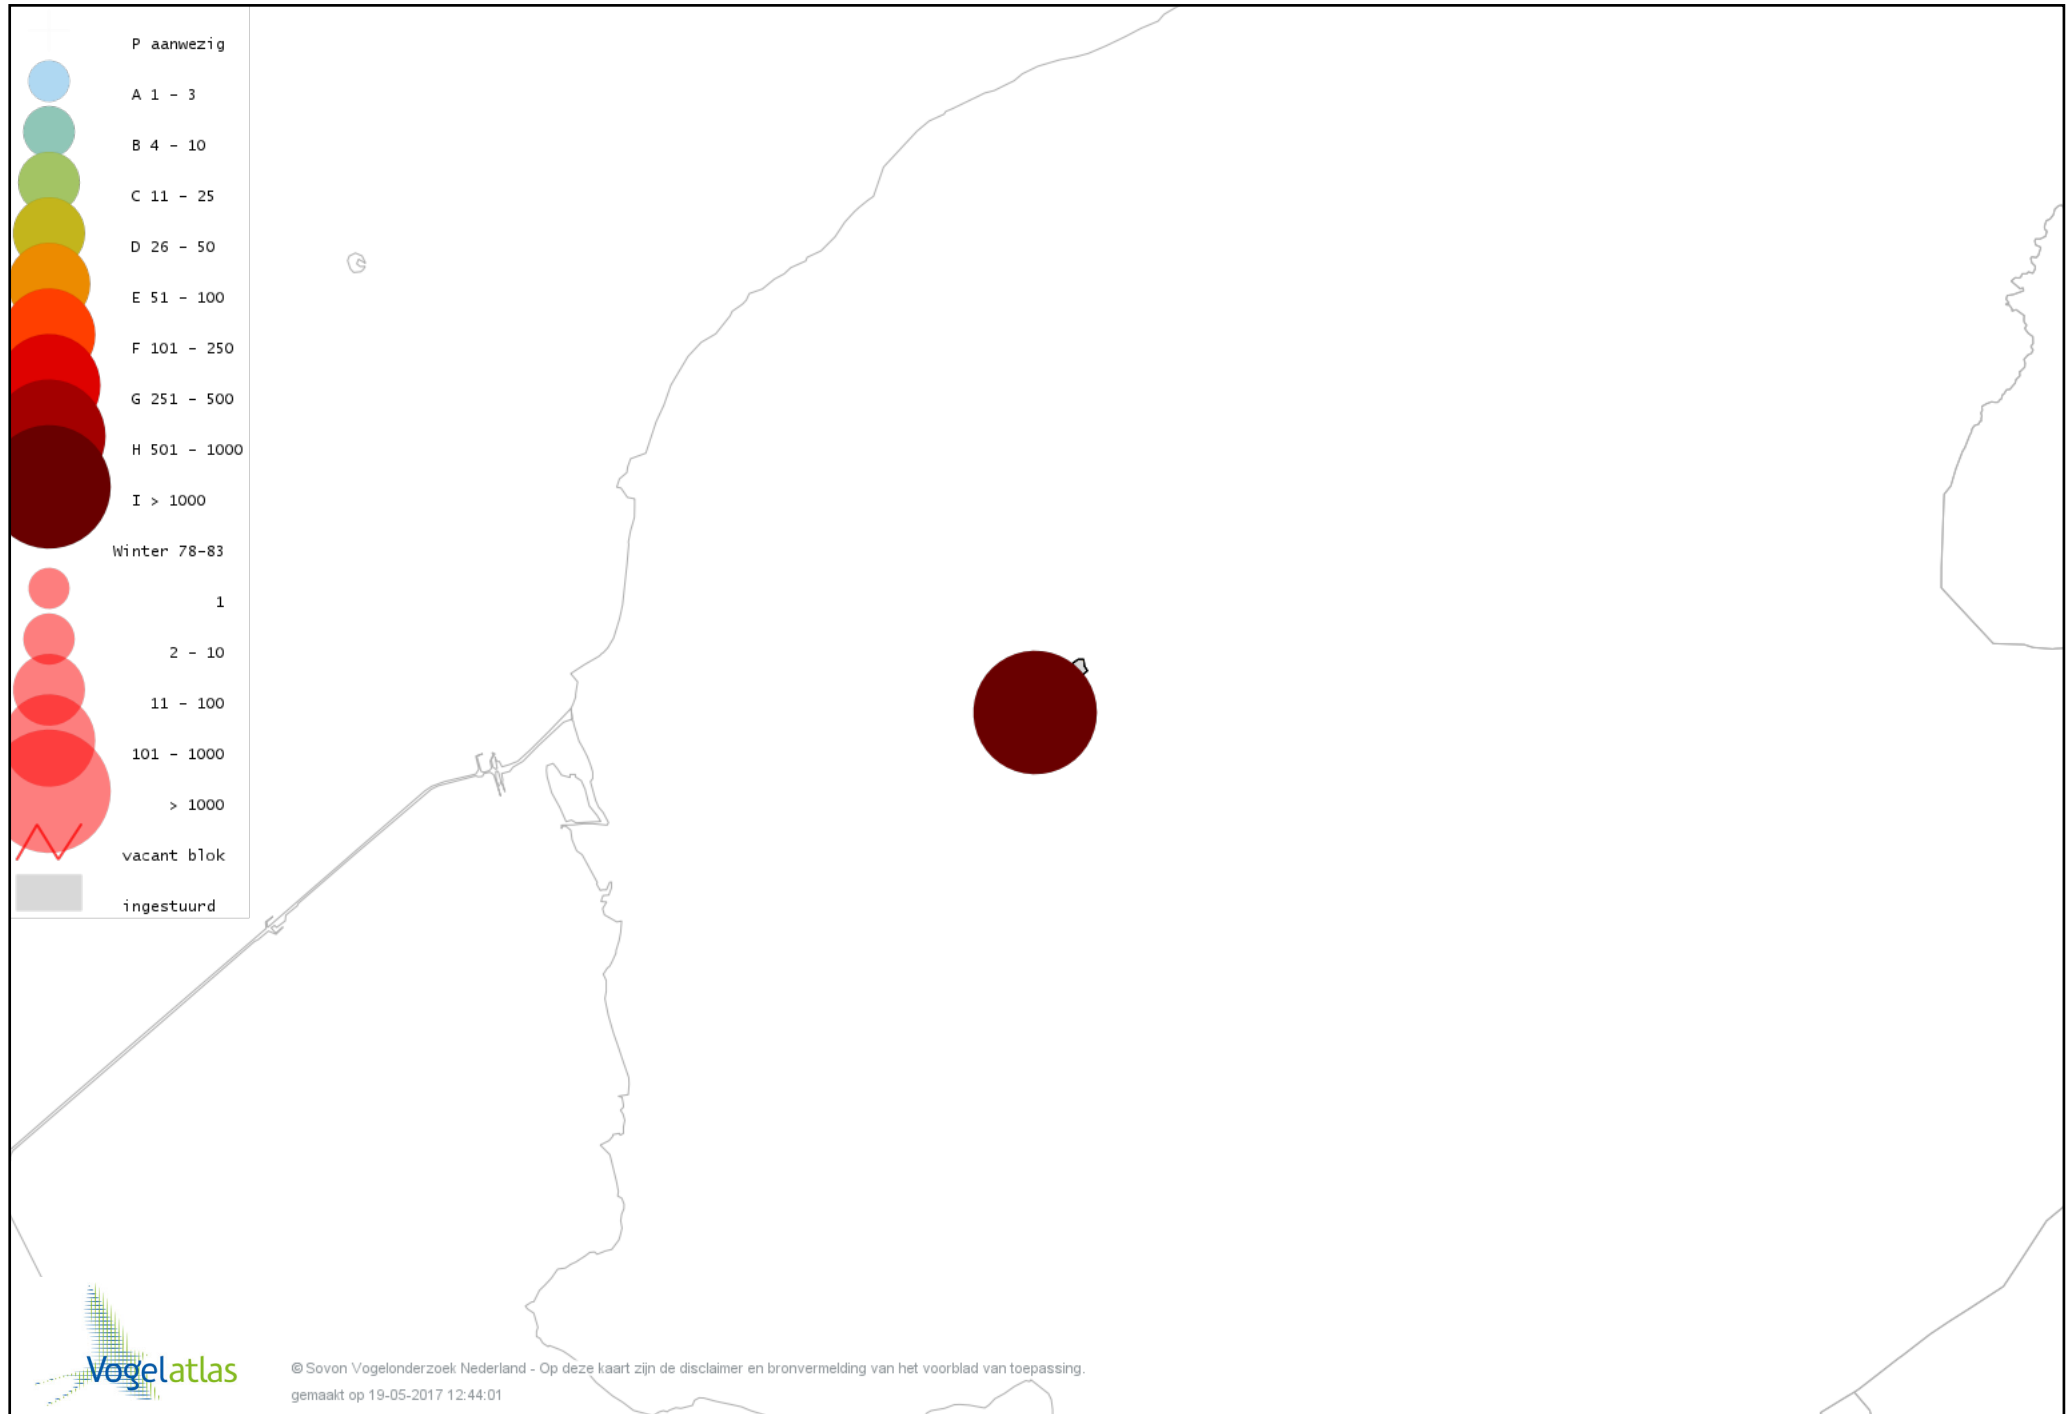 P aanwezig
A 1 - 3
B 4 - 10
C 11 - 25
D 26 - 50
E 51 - 100
F 101 - 250
G 251 - 500
H 501 - 1000
I > 1000
Winter 78-83
1
2 - 10
11 - 100
101 - 1000
> 1000
vacant blok
ingestuurd
Vogelatlas
© Sovon Vogelonderzoek Nederland - Op deze kaart zijn de disclaimer en bronvermelding van het voorblad van toepassing.
gemaakt op 19-05-2017 12:44:01